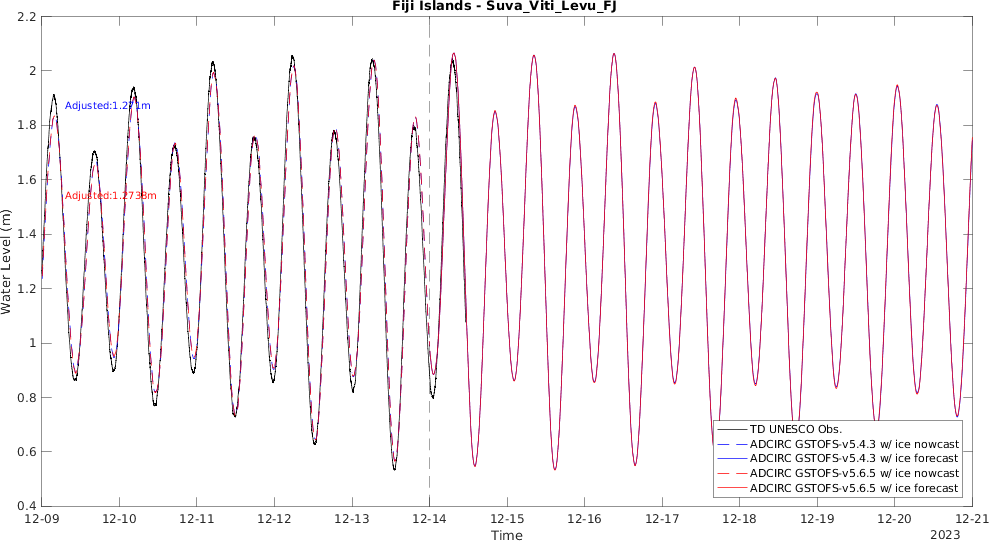 Fiji Islands - Suva_Viti_Levu_FJ
2.2
2
1.8
1.6
1.4
1.2
1
0.8
0.6
0.4
Water Level (m)
Adjusted:1.271m
Adjusted:1.2738m
TD UNESCO Obs.
ADCIRC GSTOFS-v5.4.3 w/ ice nowcast
ADCIRC GSTOFS-v5.4.3 w/ ice forecast
ADCIRC GSTOFS-v5.6.5 w/ ice nowcast
ADCIRC GSTOFS-v5.6.5 w/ ice forecast
12-09 12-10 12-11 12-12 12-13 12-14 12-15 12-16 12-17 12-18 12-19 12-20 12-21
Time
2023